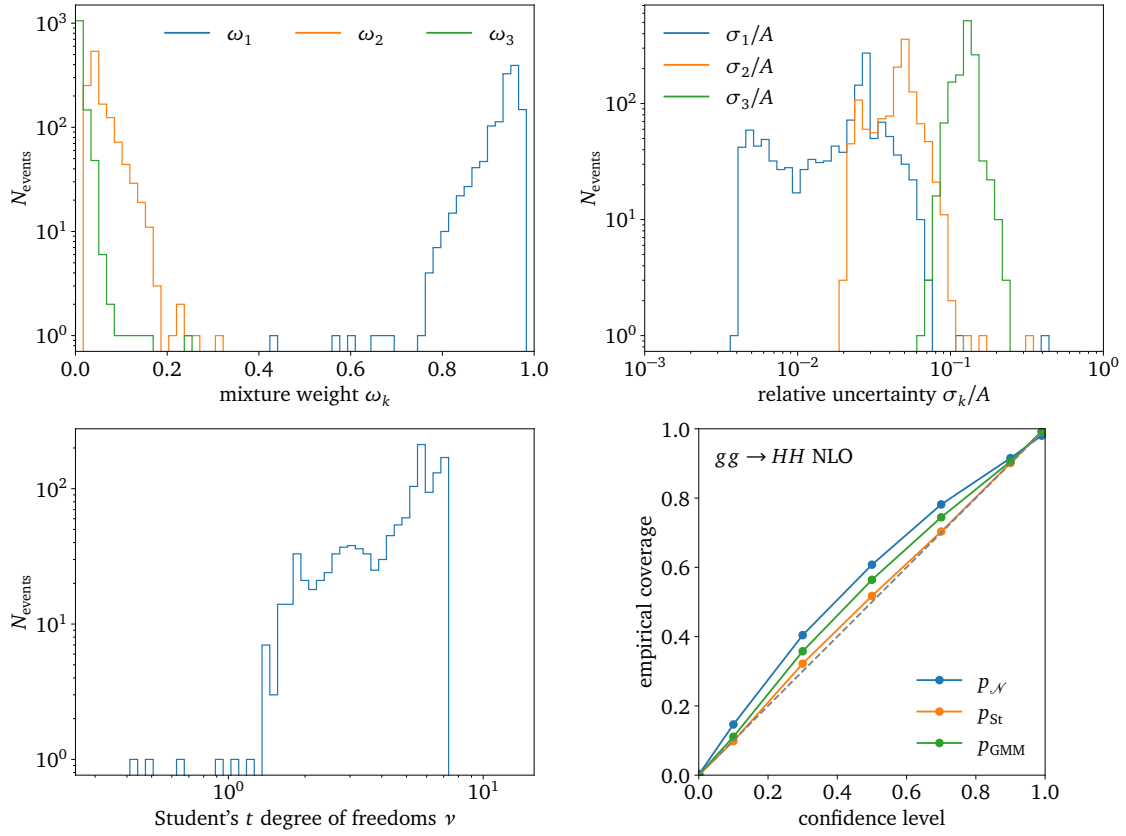 ω₁ ω₂ ω₃
10³
10²
10¹
10⁰
N_events
0.0 0.2 0.4 0.6 0.8 1.0
mixture weight ω_k
σ₁/A
σ₂/A
σ₃/A
10²
10¹
10⁰
N_events
10⁻³ 10⁻² 10⁻¹ 10⁰
relative uncertainty σ_k/A
10²
10¹
10⁰
N_events
10⁰ 10¹
Student's t degree of freedoms ν
gg → HH NLO
1.0
0.8
0.6
0.4
0.2
0.0
empirical coverage
p_𝒩
p_St
p_GMM
0.0 0.2 0.4 0.6 0.8 1.0
confidence level